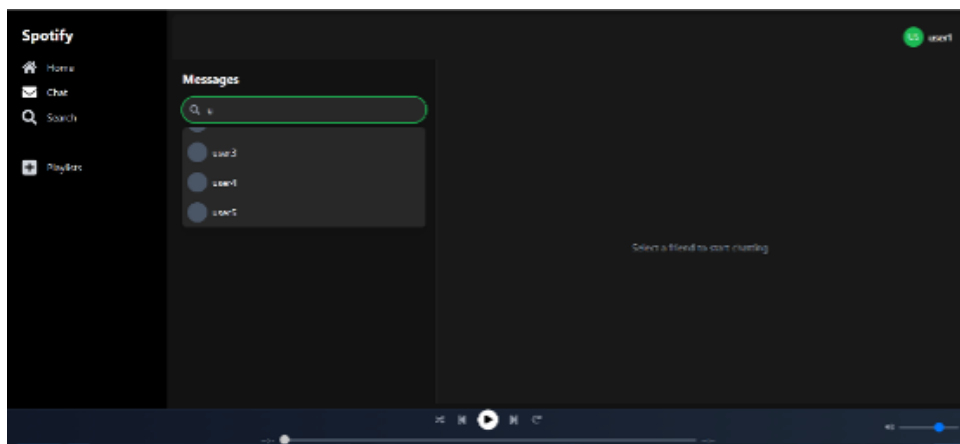 Spotify
Home
Chat
Search
Playlists
Messages
user3
user4
user5
Select a friend to start chatting
user1